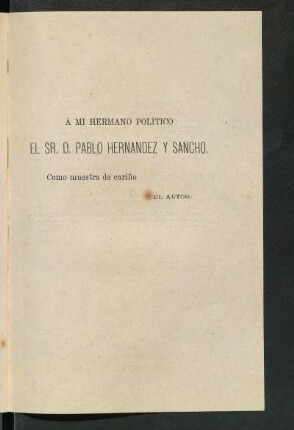 Á MI HERMANO POLÍTICO
EL SR. D. PABLO HERNANDEZ Y SANCHO.
Como muestra de cariño
EL AUTOR.